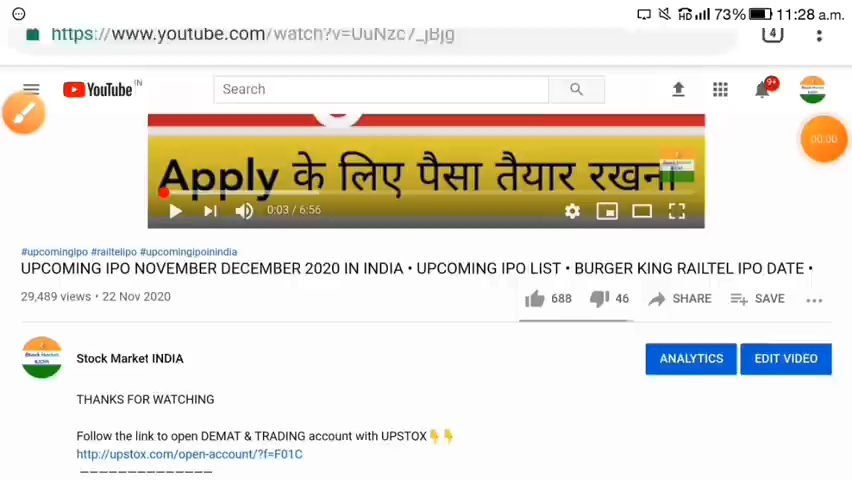 73% 11:28 a.m.
https://www.youtube.com/watch?v=UuNzc7_jBjg
4
YouTube IN
Search
9+
00:00
Apply के लिए पैसा तैयार रखना
0:03 / 6:56
#upcomingipo #railtelipo #upcomingipoinindia
UPCOMING IPO NOVEMBER DECEMBER 2020 IN INDIA • UPCOMING IPO LIST • BURGER KING RAILTEL IPO DATE •
29,489 views • 22 Nov 2020
688 46 SHARE SAVE
Stock Market INDIA
ANALYTICS EDIT VIDEO
THANKS FOR WATCHING
Follow the link to open DEMAT & TRADING account with UPSTOX👇👇
http://upstox.com/open-account/?f=F01C
——————————————